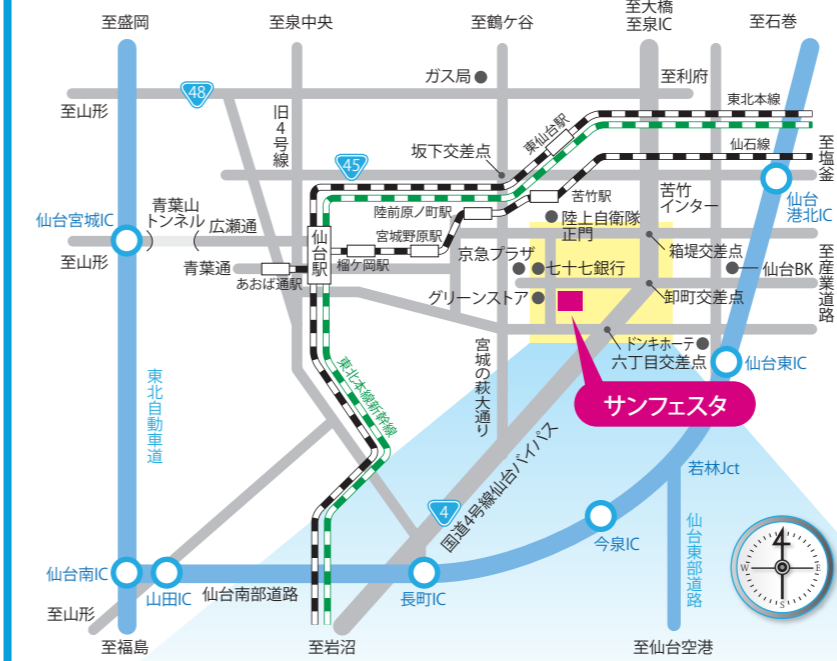 至盛岡
至泉中央
至鶴ケ谷
至大橋
至泉IC
至石巻
ガス局
至利府
48
至山形
旧4号線
東北本線
東仙台駅
仙石線
坂下交差点
45
至塩釜
苦竹駅
苦竹
インター
仙台
港北IC
青葉山
トンネル
広瀬通
仙台宮城IC
至山形
陸前原ノ町駅
宮城野原駅
陸上自衛隊
正門
箱堤交差点
仙台駅
榴ケ岡駅
青葉通
あおば通駅
京急プラザ
七十七銀行
仙台BK
至産業道路
グリーンストア
卸町交差点
ドンキホーテ
六丁目交差点
仙台東IC
宮城の萩大通り
サンフェスタ
東北本線新幹線
東北自動車道
若林Jct
4
国道4号線仙台バイパス
今泉IC
仙台東部道路
N
W
E
S
仙台南IC
山田IC
仙台南部道路
長町IC
至山形
至福島
至岩沼
至仙台空港